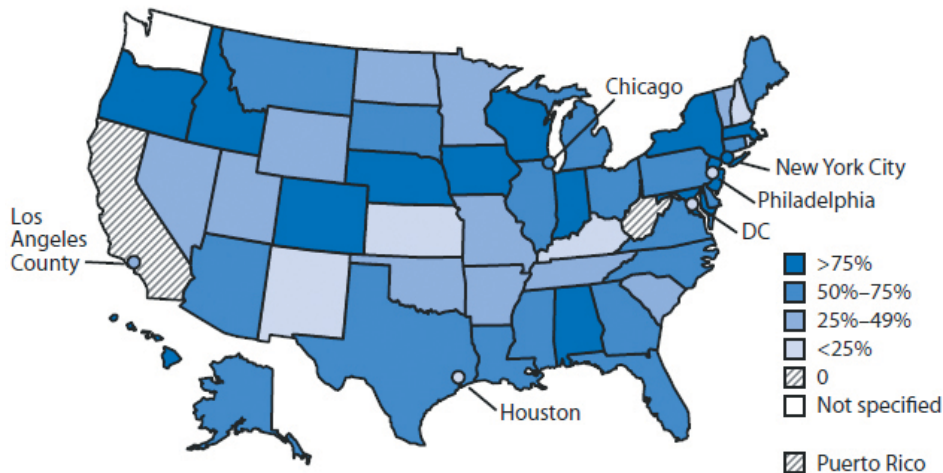 Chicago
New York City
Philadelphia
DC
Los
Angeles
County
Houston
>75%
50%–75%
25%–49%
<25%
0
Not specified
Puerto Rico